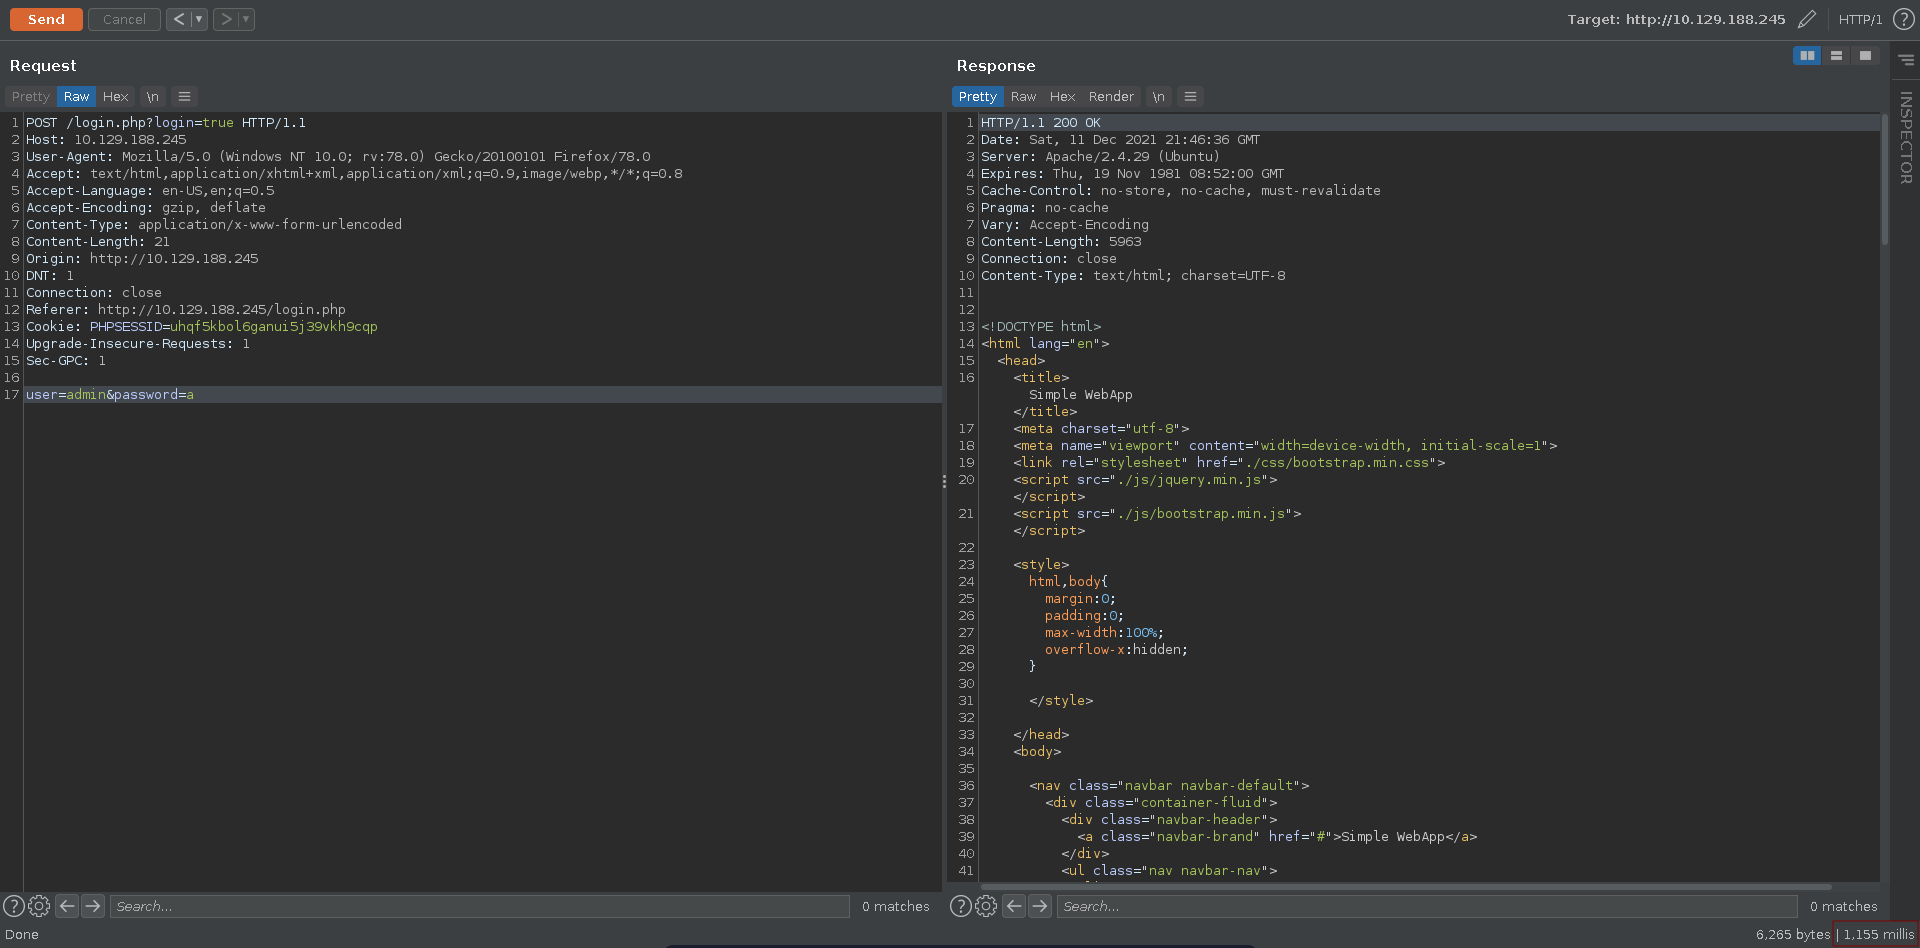 Send Cancel < ▼ > ▼ Target: http://10.129.188.245 HTTP/1 ?
Request
Pretty Raw Hex \n ≡
1 POST /login.php?login=true HTTP/1.1
2 Host: 10.129.188.245
3 User-Agent: Mozilla/5.0 (Windows NT 10.0; rv:78.0) Gecko/20100101 Firefox/78.0
4 Accept: text/html,application/xhtml+xml,application/xml;q=0.9,image/webp,*/*;q=0.8
5 Accept-Language: en-US,en;q=0.5
6 Accept-Encoding: gzip, deflate
7 Content-Type: application/x-www-form-urlencoded
8 Content-Length: 21
9 Origin: http://10.129.188.245
10 DNT: 1
11 Connection: close
12 Referer: http://10.129.188.245/login.php
13 Cookie: PHPSESSID=uhqf5kbol6ganui5j39vkh9cqp
14 Upgrade-Insecure-Requests: 1
15 Sec-GPC: 1
16
17 user=admin&password=a
Search... 0 matches
Response
Pretty Raw Hex Render \n ≡
1 HTTP/1.1 200 OK
2 Date: Sat, 11 Dec 2021 21:46:36 GMT
3 Server: Apache/2.4.29 (Ubuntu)
4 Expires: Thu, 19 Nov 1981 08:52:00 GMT
5 Cache-Control: no-store, no-cache, must-revalidate
6 Pragma: no-cache
7 Vary: Accept-Encoding
8 Content-Length: 5963
9 Connection: close
10 Content-Type: text/html; charset=UTF-8
11
12
13 <!DOCTYPE html>
14 <html lang="en">
15 <head>
16 <title>
Simple WebApp
</title>
17 <meta charset="utf-8">
18 <meta name="viewport" content="width=device-width, initial-scale=1">
19 <link rel="stylesheet" href="./css/bootstrap.min.css">
20 <script src="./js/jquery.min.js">
</script>
21 <script src="./js/bootstrap.min.js">
</script>
22
23 <style>
24 html,body{
25 margin:0;
26 padding:0;
27 max-width:100%;
28 overflow-x:hidden;
29 }
30
31 </style>
32
33 </head>
34 <body>
35
36 <nav class="navbar navbar-default">
37 <div class="container-fluid">
38 <div class="navbar-header">
39 <a class="navbar-brand" href="#">Simple WebApp</a>
40 </div>
41 <ul class="nav navbar-nav">
Search... 0 matches
INSPECTOR
Done
6,265 bytes | 1,155 millis